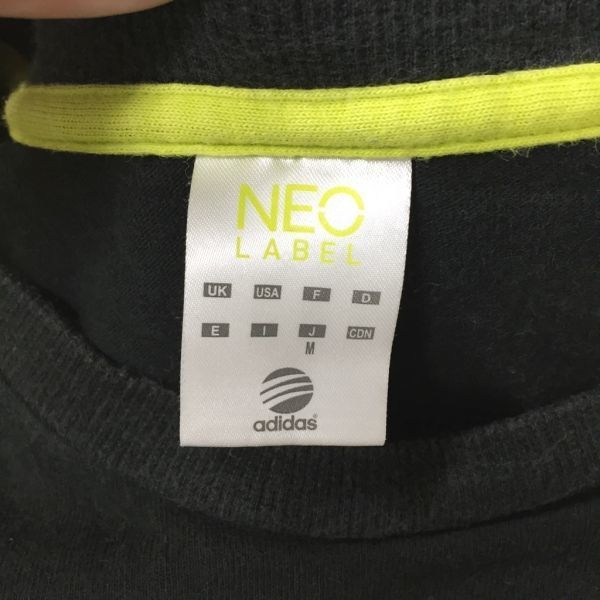 NEO
LABEL
UK USA F D
E I J CDN
M
adidas®